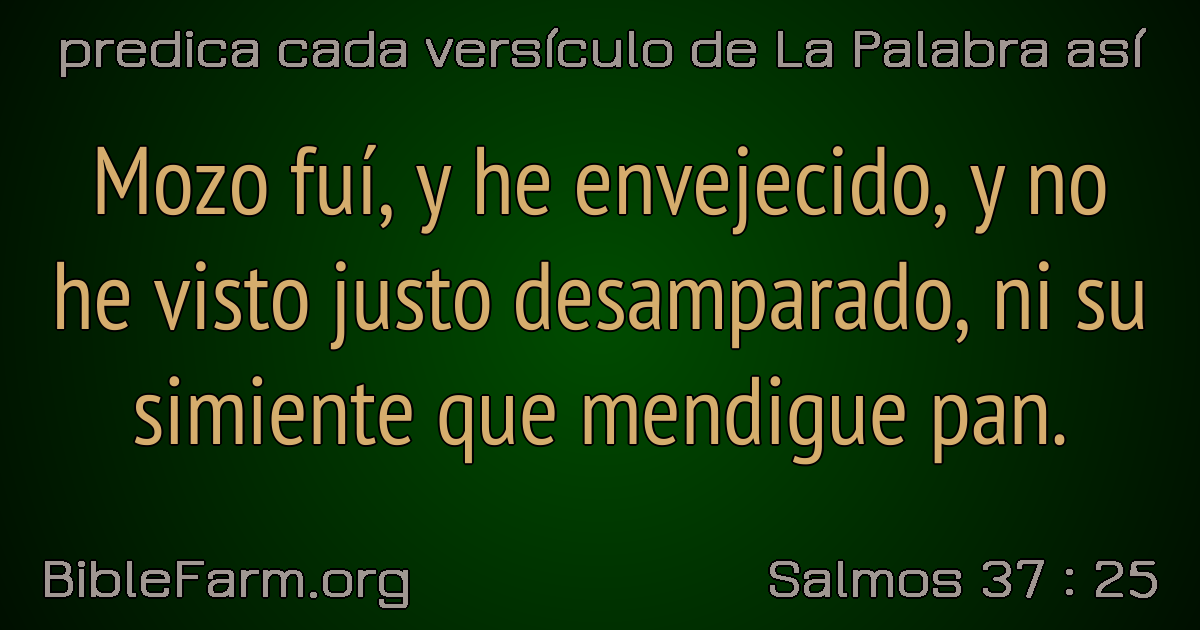 predica cada versículo de La Palabra así
Mozo fuí, y he envejecido, y no
he visto justo desamparado, ni su
simiente que mendigue pan.
BibleFarm.org
Salmos 37 : 25